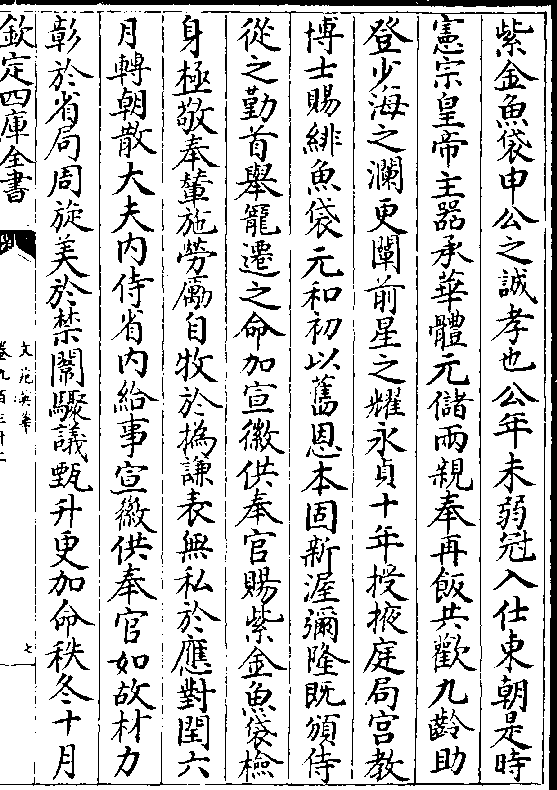 紫金魚袋申公之誠孝也公年未弱冠入仕東朝是時
憲宗皇帝主器承華體元儲兩親奉再飯共歡九齡助
登少海之瀾更闡前星之耀永貞十年授掖庭局宮教
博士賜緋魚袋元和初以舊恩本固新渥彌隆既頒侍
從之勤首舉寵遷之命加宣徽供奉官賜紫金魚袋檢
身極敬奉輦施勞勵自牧於撝謙表無私於應對閏六
月轉朝散大夫内侍省内給事宣徽供奉官如故材力
彰於省局周旋美於禁闈驟議甄升更加命秩冬十月
欽定四庫全書
文苑英華
卷九百三十二
七